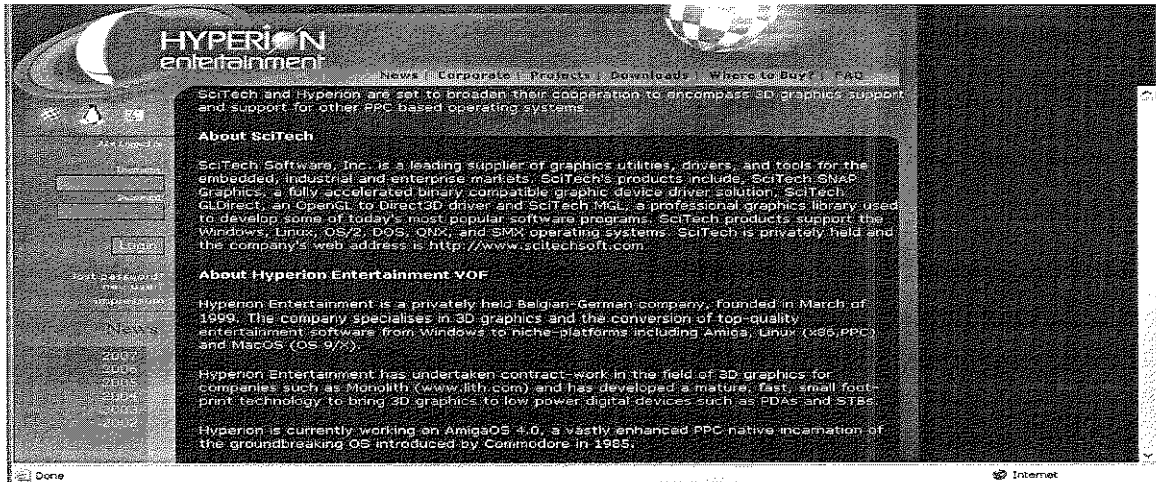 HYPERION
entertainment
News | Corporate | Projects | Downloads | Where to Buy? | FAQ
SciTech and Hyperion are set to broaden their cooperation to encompass 3D graphics support
and support for other PPC based operating systems.
About SciTech
SciTech Software, Inc. is a leading supplier of graphics utilities, drivers, and tools for the
embedded, industrial and enterprise markets. SciTech's products include, SciTech SNAP
Graphics, a fully accelerated binary compatible graphic device driver solution, SciTech
GLDirect, an OpenGL to Direct3D driver and SciTech MGL, a professional graphics library used
to develop some of today's most popular software programs. SciTech products support the
Windows, Linux, OS/2, DOS, QNX, and SMX operating systems. SciTech is privately held and
the company's web address is http://www.scitechsoft.com
About Hyperion Entertainment VOF
Hyperion Entertainment is a privately held Belgian-German company, founded in March of
1999. The company specialises in 3D graphics and the conversion of top-quality
entertainment software from Windows to niche-platforms including Amiga, Linux (x86,PPC)
and MacOS (OS 9/X).
Hyperion Entertainment has undertaken contract-work in the field of 3D graphics for
companies such as Monolith (www.lith.com) and has developed a mature, fast, small foot-
print technology to bring 3D graphics to low power digital devices such as PDAs and STBs.
Hyperion is currently working on AmigaOS 4.0, a vastly enhanced PPC native incarnation of
the groundbreaking OS introduced by Commodore in 1985.
Login
lost password?
new user?
impressum
News
2007
2006
2005
2004
2003
2002
Done
Internet